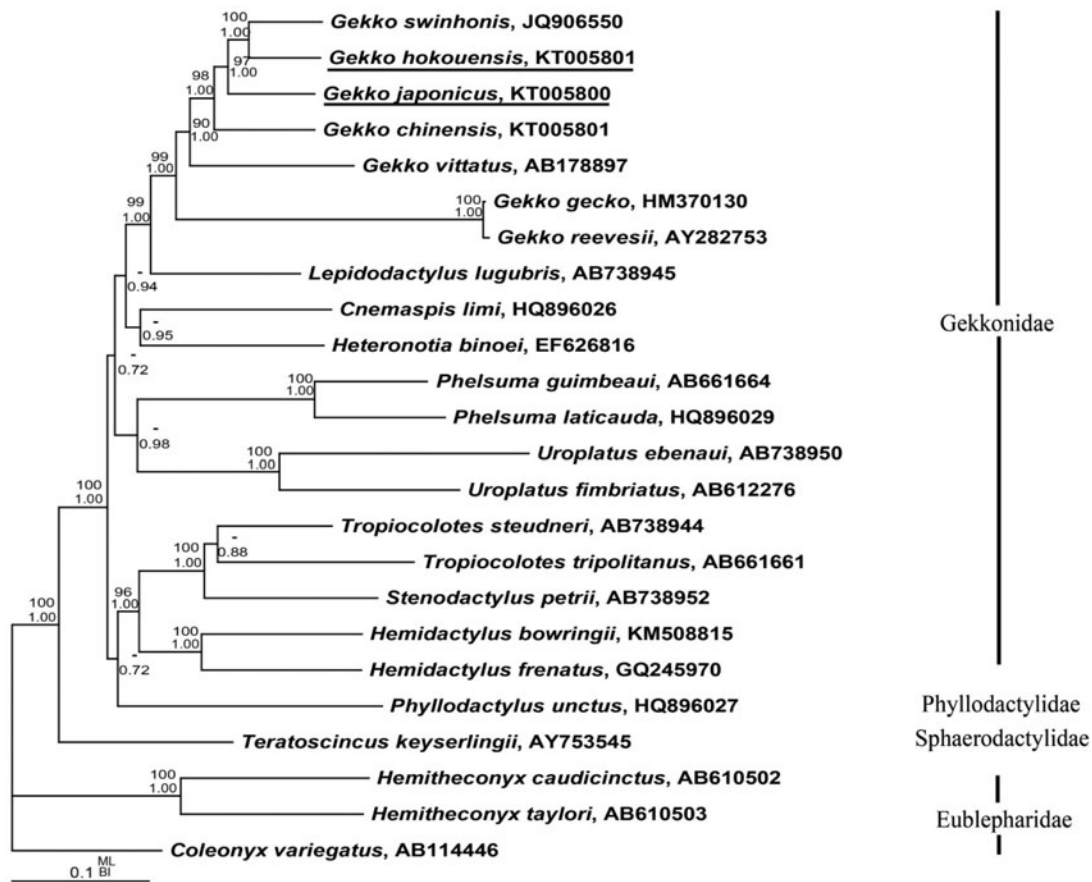 100
1.00
Gekko swinhonis, JQ906550
97
1.00
Gekko hokouensis, KT005801
98
1.00
Gekko japonicus, KT005800
90
1.00
Gekko chinensis, KT005801
99
1.00
Gekko vittatus, AB178897
100
1.00
Gekko gecko, HM370130
99
1.00
Gekko reevesii, AY282753
-
0.94
Lepidodactylus lugubris, AB738945
Cnemaspis limi, HQ896026
-
0.95
Gekkonidae
Heteronotia binoei, EF626816
-
0.72
100
1.00
Phelsuma guimbeaui, AB661664
Phelsuma laticauda, HQ896029
-
0.98
Uroplatus ebenaui, AB738950
100
1.00
Uroplatus fimbriatus, AB612276
100
1.00
Tropiocolotes steudneri, AB738944
-
0.88
100
1.00
Tropiocolotes tripolitanus, AB661661
Stenodactylus petrii, AB738952
96
1.00
100
1.00
Hemidactylus bowringii, KM508815
100
1.00
-
0.72
Hemidactylus frenatus, GQ245970
Phyllodactylus unctus, HQ896027
Phyllodactylidae
Teratoscincus keyserlingii, AY753545
Sphaerodactylidae
100
1.00
Hemitheconyx caudicinctus, AB610502
Hemitheconyx taylori, AB610503
Eublepharidae
Coleonyx variegatus, AB114446
0.1 ML
BI